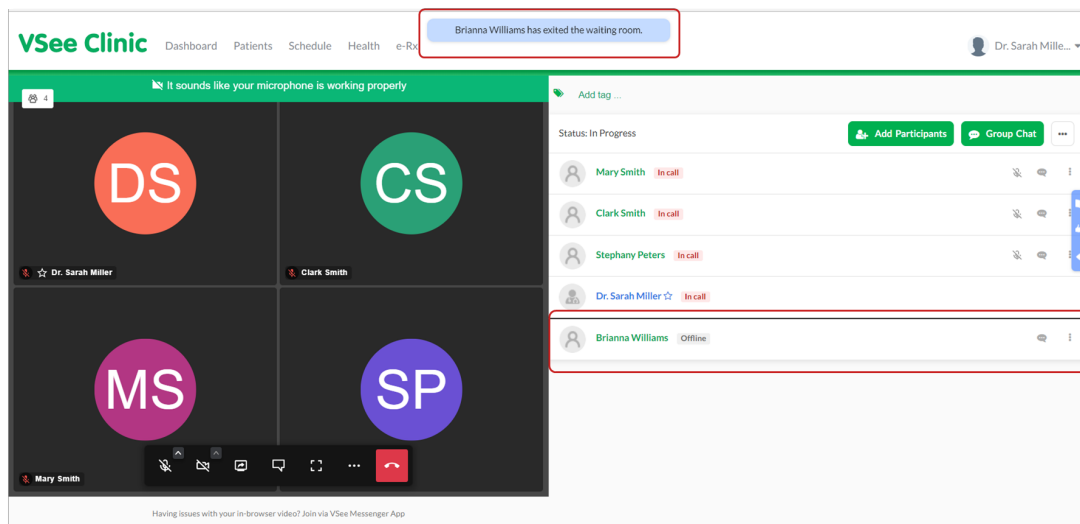 Brianna Williams has exited the waiting room.
VSee Clinic Dashboard Patients Schedule Health e-Rx Dr. Sarah Mille...
It sounds like your microphone is working properly
4
DS
CS
Dr. Sarah Miller
Clark Smith
MS
SP
Mary Smith
Having issues with your in-browser video? Join via VSee Messenger App
Add tag ...
Status: In Progress
Add Participants
Group Chat
Mary Smith In call
Clark Smith In call
Stephany Peters In call
Dr. Sarah Miller In call
Brianna Williams Offline